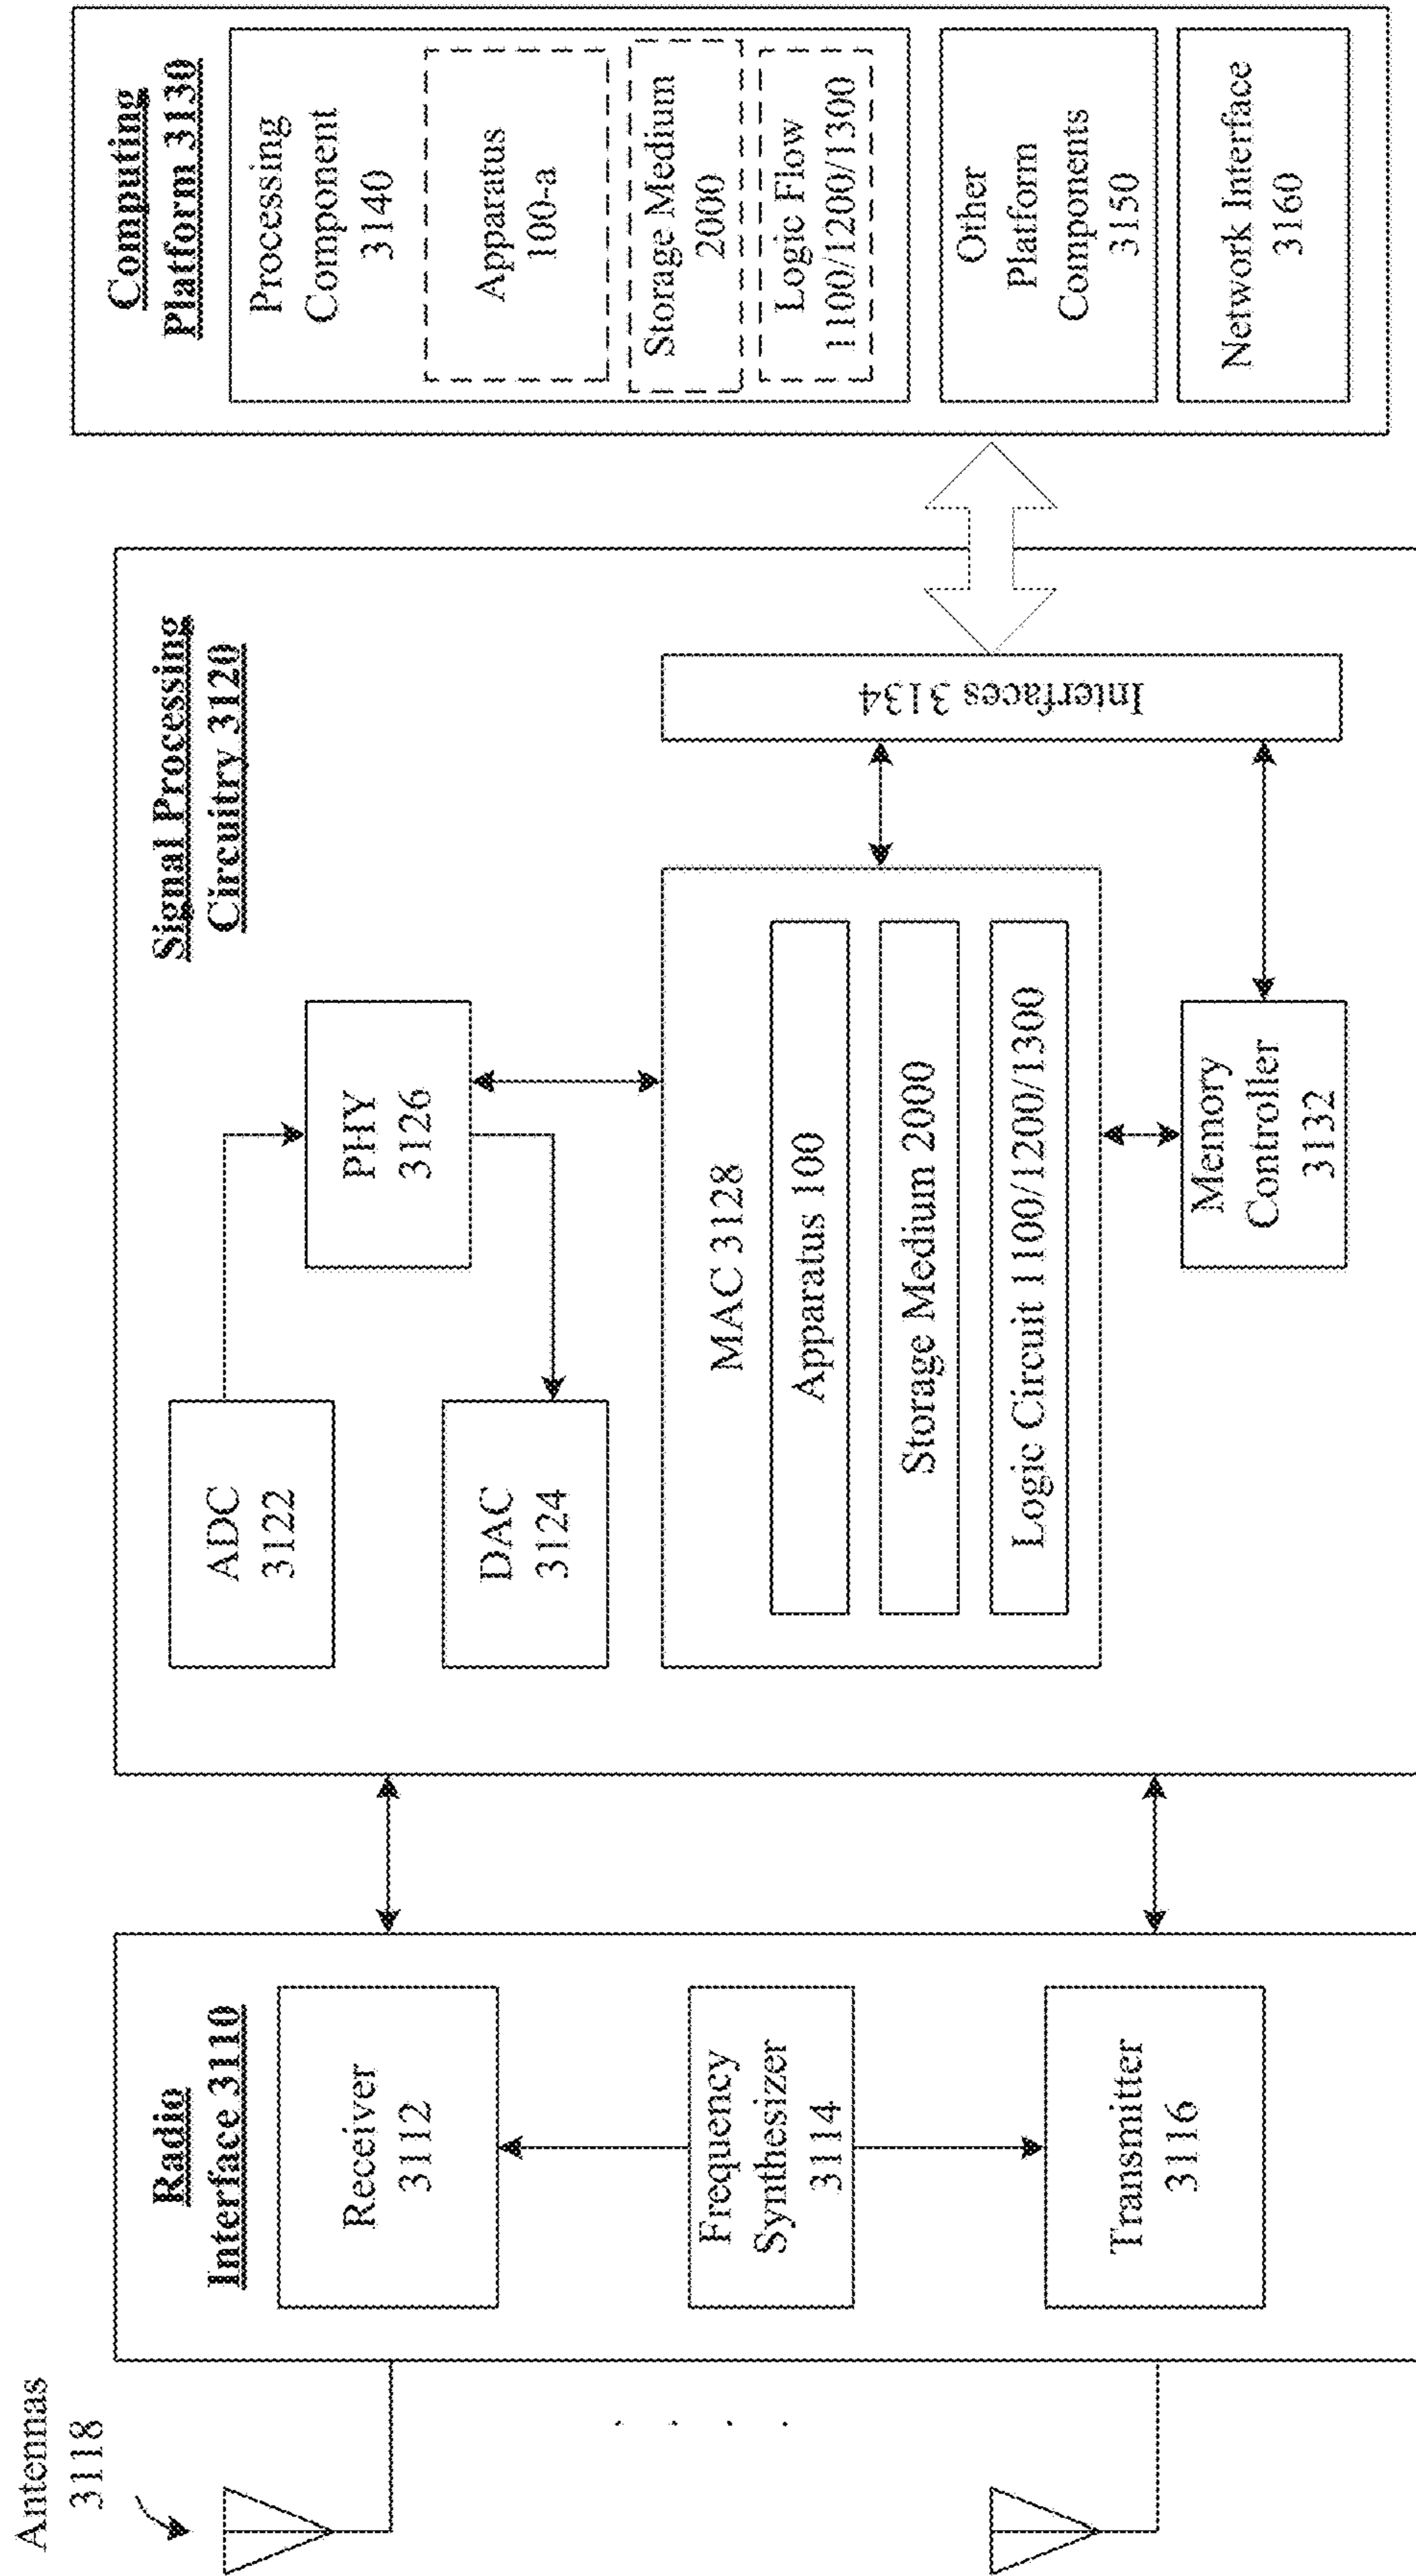 Antennas
3118
Radio
Interface 3110
Receiver
3112
Frequency
Synthesizer
3114
Transmitter
3116
Signal Processing
Circuitry 3120
ADC
3122
DAC
3124
PHY
3126
MAC 3128
Apparatus 100
Storage Medium 2000
Logic Circuit 1100/1200/1300
Memory
Controller
3132
Interfaces 3134
Computing
Platform 3130
Processing
Component
3140
Apparatus
100-a
Storage Medium
2000
Logic Flow
1100/1200/1300
Other
Platform
Components
3150
Network Interface
3160